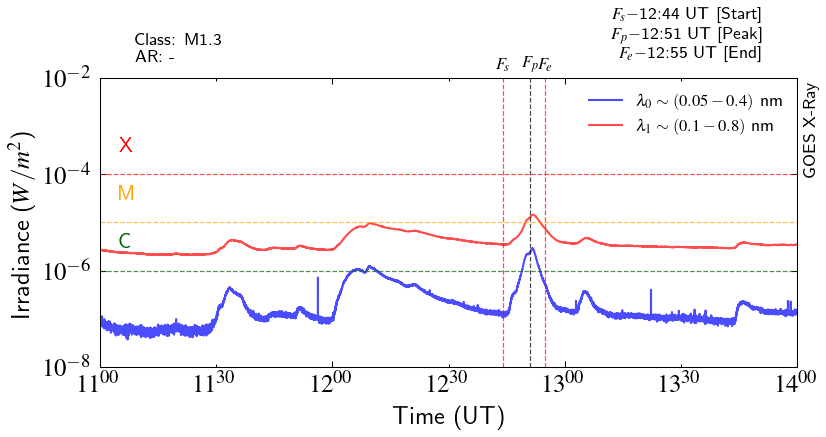 Fₛ−12:44 UT [Start]
Class: M1.3
Fₚ−12:51 UT [Peak]
AR: -
Fₑ−12:55 UT [End]
Fₛ FₚFₑ
10⁻²
λ₀ ∼ (0.05 − 0.4) nm
λ₁ ∼ (0.1 − 0.8) nm
GOES X-Ray
X
10⁻⁴
M
Irradiance (W/m²)
C
10⁻⁶
10⁻⁸
11⁰⁰ 11³⁰ 12⁰⁰ 12³⁰ 13⁰⁰ 13³⁰ 14⁰⁰
Time (UT)